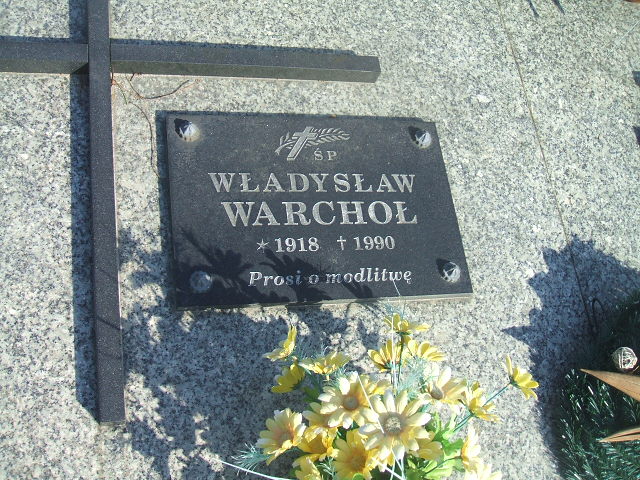 ŚP
WŁADYSŁAW
WARCHOŁ
* 1918 † 1990
Prosi o modlitwę